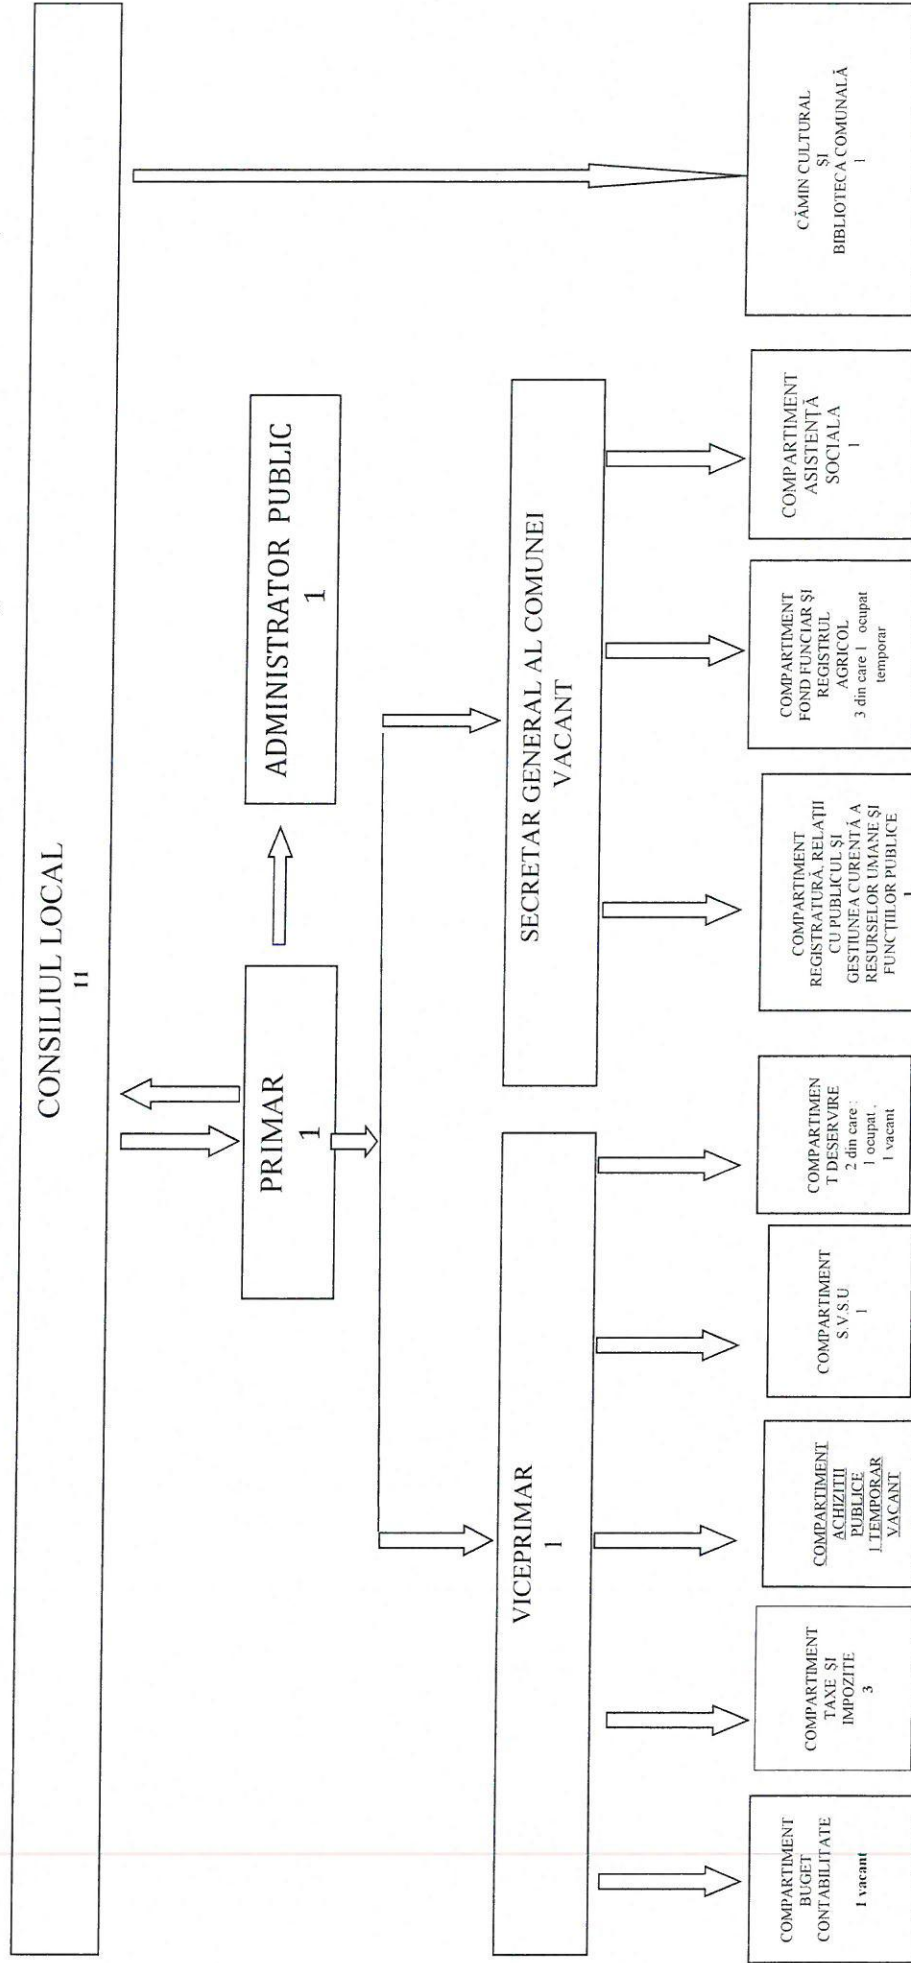 CONSILIUL LOCAL
11
PRIMAR
1
ADMINISTRATOR PUBLIC
1
VICEPRIMAR
1
SECRETAR GENERAL AL COMUNEI
VACANT
COMPARTIMENT
BUGET
CONTABILITATE
1 vacant
COMPARTIMENT
TAXE ȘI
IMPOZITE
3
COMPARTIMENT
ACHIZITII
PUBLICE
1 TEMPORAR
VACANT
COMPARTIMENT
S.V.S.U
1
COMPARTIMEN
T DESERVIRE
2 din care :
1 ocupat .
1 vacant
COMPARTIMENT
REGISTRATURĂ, RELAȚII
CU PUBLICUL ȘI
GESTIUNEA CURENTĂ A
RESURSELOR UMANE ȘI
FUNCȚIILOR PUBLICE
1
COMPARTIMENT
FOND FUNCIAR ȘI
REGISTRUL
AGRICOL
3 din care 1 ocupat
temporar
COMPARTIMENT
ASISTENȚĂ
SOCIALA
1
CĂMIN CULTURAL
ȘI
BIBLIOTECA COMUNALĂ
1